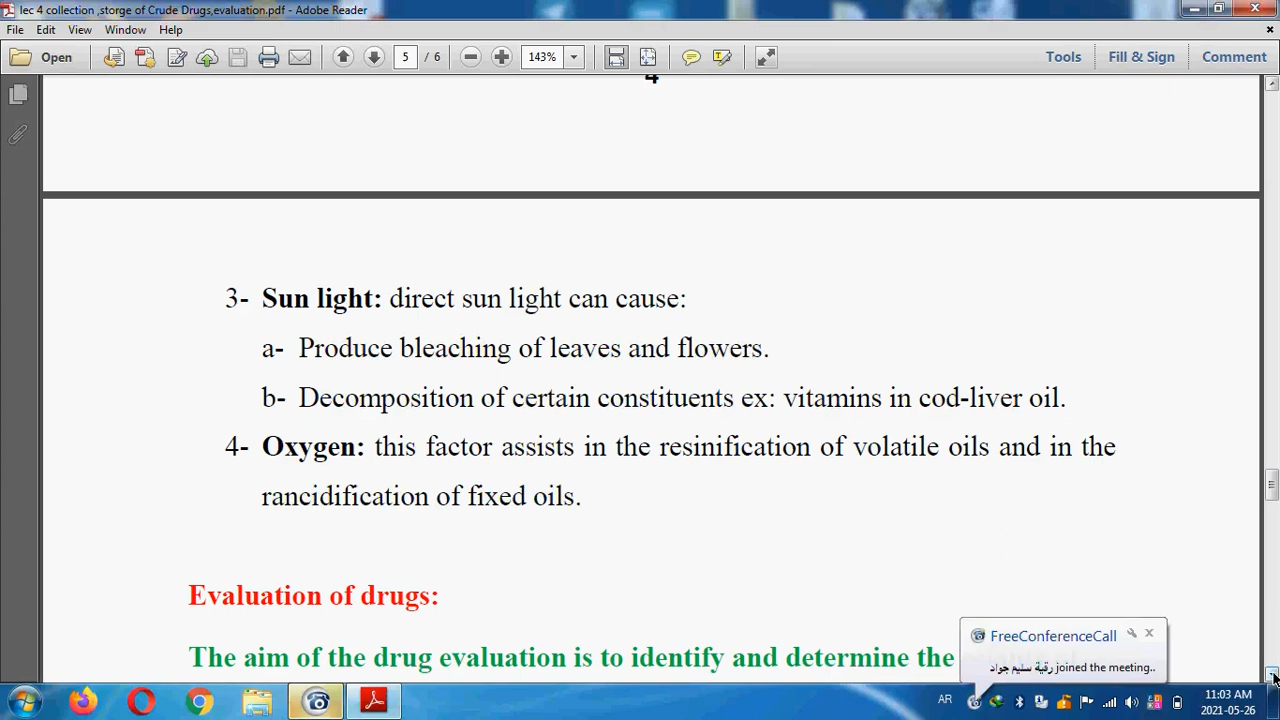 lec 4 collection ,storge of Crude Drugs,evaluation.pdf - Adobe Reader
File Edit View Window Help
Open 5 / 6 143% Tools Fill & Sign Comment
4
3- Sun light: direct sun light can cause:
a- Produce bleaching of leaves and flowers.
b- Decomposition of certain constituents ex: vitamins in cod-liver oil.
4- Oxygen: this factor assists in the resinification of volatile oils and in the
rancidification of fixed oils.
Evaluation of drugs:
The aim of the drug evaluation is to identify and determine the
FreeConferenceCall
رقية سليم جواد joined the meeting..
AR
11:03 AM
2021-05-26